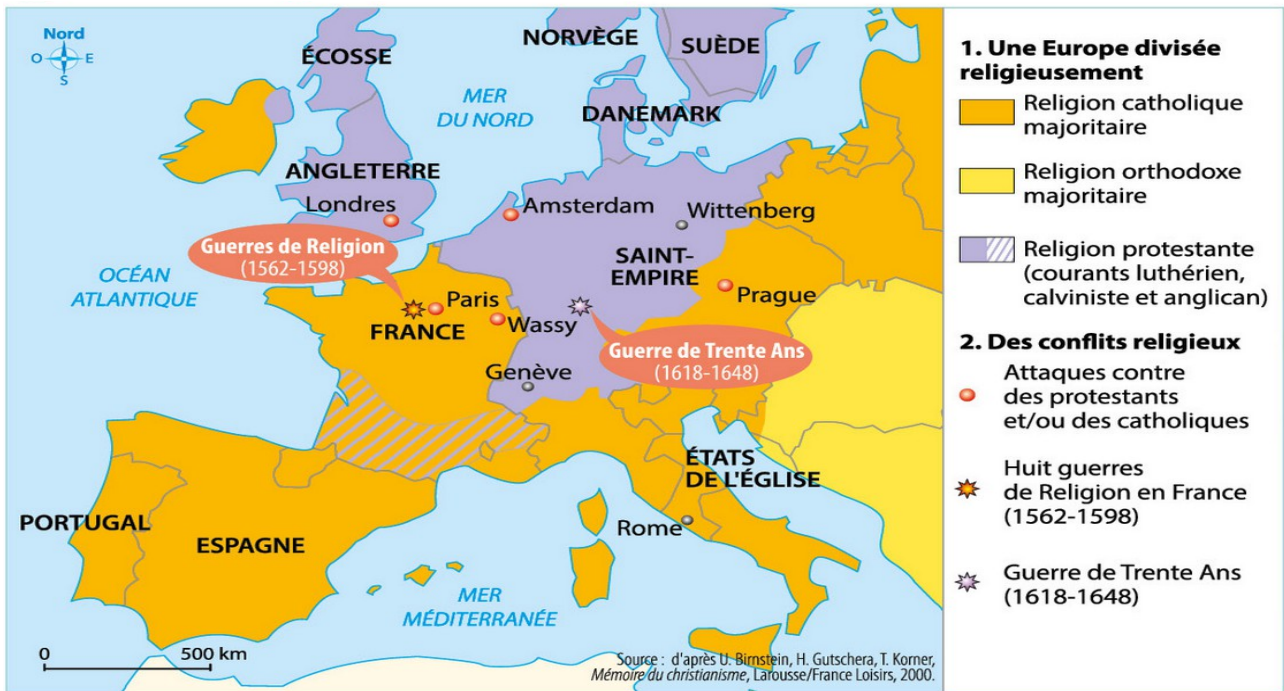 Nord
O
E
S
ÉCOSSE
NORVÈGE
SUÈDE
MER
DU NORD
DANEMARK
ANGLETERRE
Londres
Amsterdam
Wittenberg
Guerres de Religion
(1562-1598)
SAINT-
EMPIRE
OCÉAN
ATLANTIQUE
Paris
Prague
FRANCE
Wassy
Guerre de Trente Ans
(1618-1648)
Genève
ÉTATS
DE L'ÉGLISE
PORTUGAL
ESPAGNE
Rome
MER
MÉDITERRANÉE
0
500 km
Source : d'après U. Birnstein, H. Gutschera, T. Korner,
Mémoire du christianisme, Larousse/France Loisirs, 2000.
1. Une Europe divisée
religieusement
Religion catholique
majoritaire
Religion orthodoxe
majoritaire
Religion protestante
(courants luthérien,
calviniste et anglican)
2. Des conflits religieux
Attaques contre
des protestants
et/ou des catholiques
Huit guerres
de Religion en France
(1562-1598)
Guerre de Trente Ans
(1618-1648)